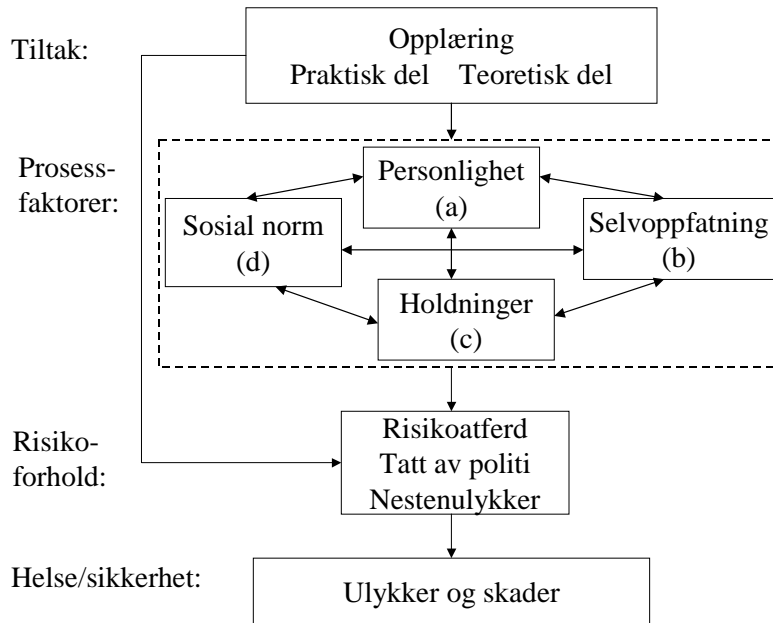 Tiltak:
Opplæring
Praktisk del Teoretisk del
Prosess-
faktorer:
Personlighet
(a)
Sosial norm
(d)
Selvoppfatning
(b)
Holdninger
(c)
Risiko-
forhold:
Risikoatferd
Tatt av politi
Nestenulykker
Helse/sikkerhet:
Ulykker og skader